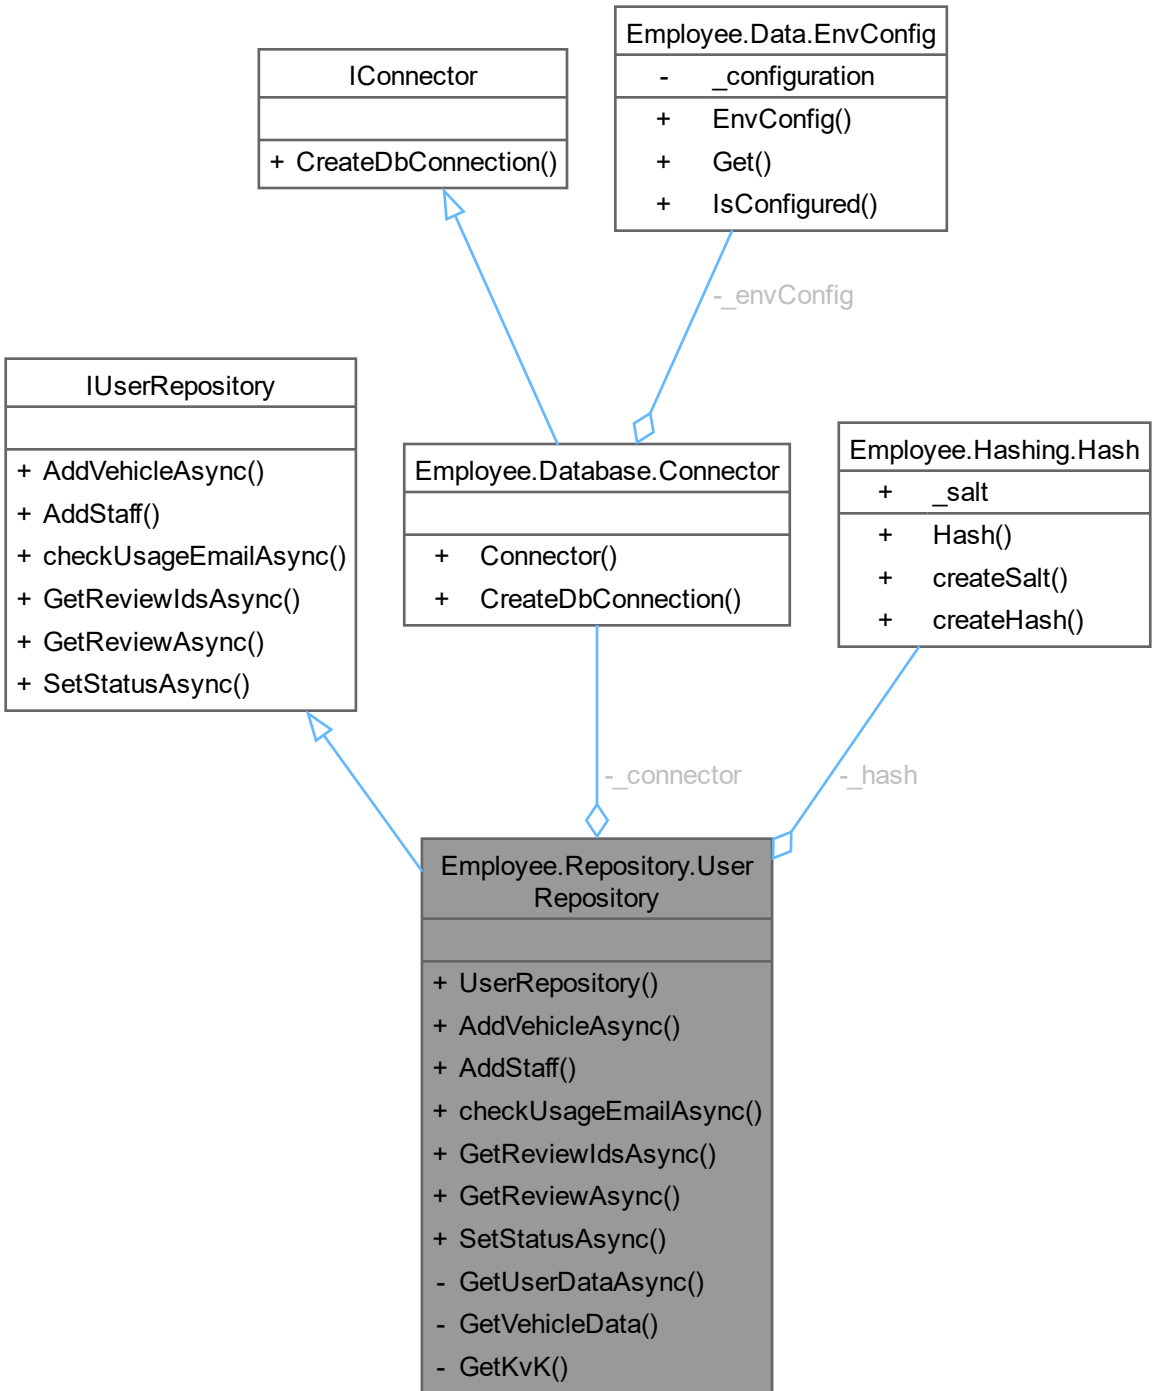 Employee.Data.EnvConfig
- _configuration
+ EnvConfig()
+ Get()
+ IsConfigured()
IConnector
+ CreateDbConnection()
-_envConfig
IUserRepository
+ AddVehicleAsync()
+ AddStaff()
+ checkUsageEmailAsync()
+ GetReviewIdsAsync()
+ GetReviewAsync()
+ SetStatusAsync()
Employee.Database.Connector
+ Connector()
+ CreateDbConnection()
Employee.Hashing.Hash
+ _salt
+ Hash()
+ createSalt()
+ createHash()
-_connector
-_hash
Employee.Repository.User
Repository
+ UserRepository()
+ AddVehicleAsync()
+ AddStaff()
+ checkUsageEmailAsync()
+ GetReviewIdsAsync()
+ GetReviewAsync()
+ SetStatusAsync()
- GetUserDataAsync()
- GetVehicleData()
- GetKvK()